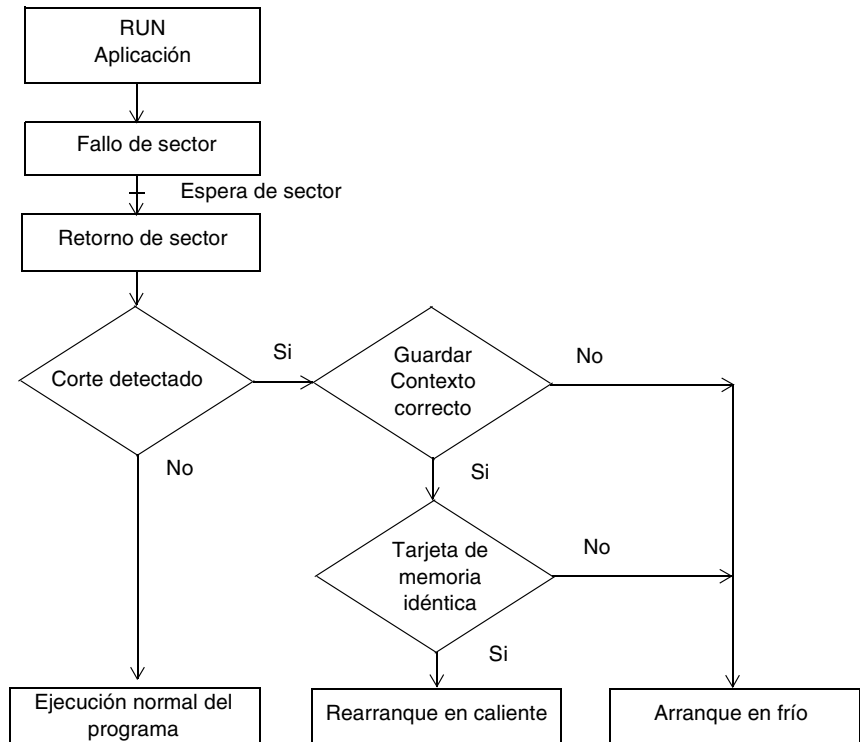 RUN
Aplicación
Fallo de sector
Espera de sector
Retorno de sector
Corte detectado
Si
Guardar
Contexto
correcto
No
No
Si
Tarjeta de
memoria
idéntica
No
Si
Ejecución normal del
programa
Rearranque en caliente
Arranque en frío